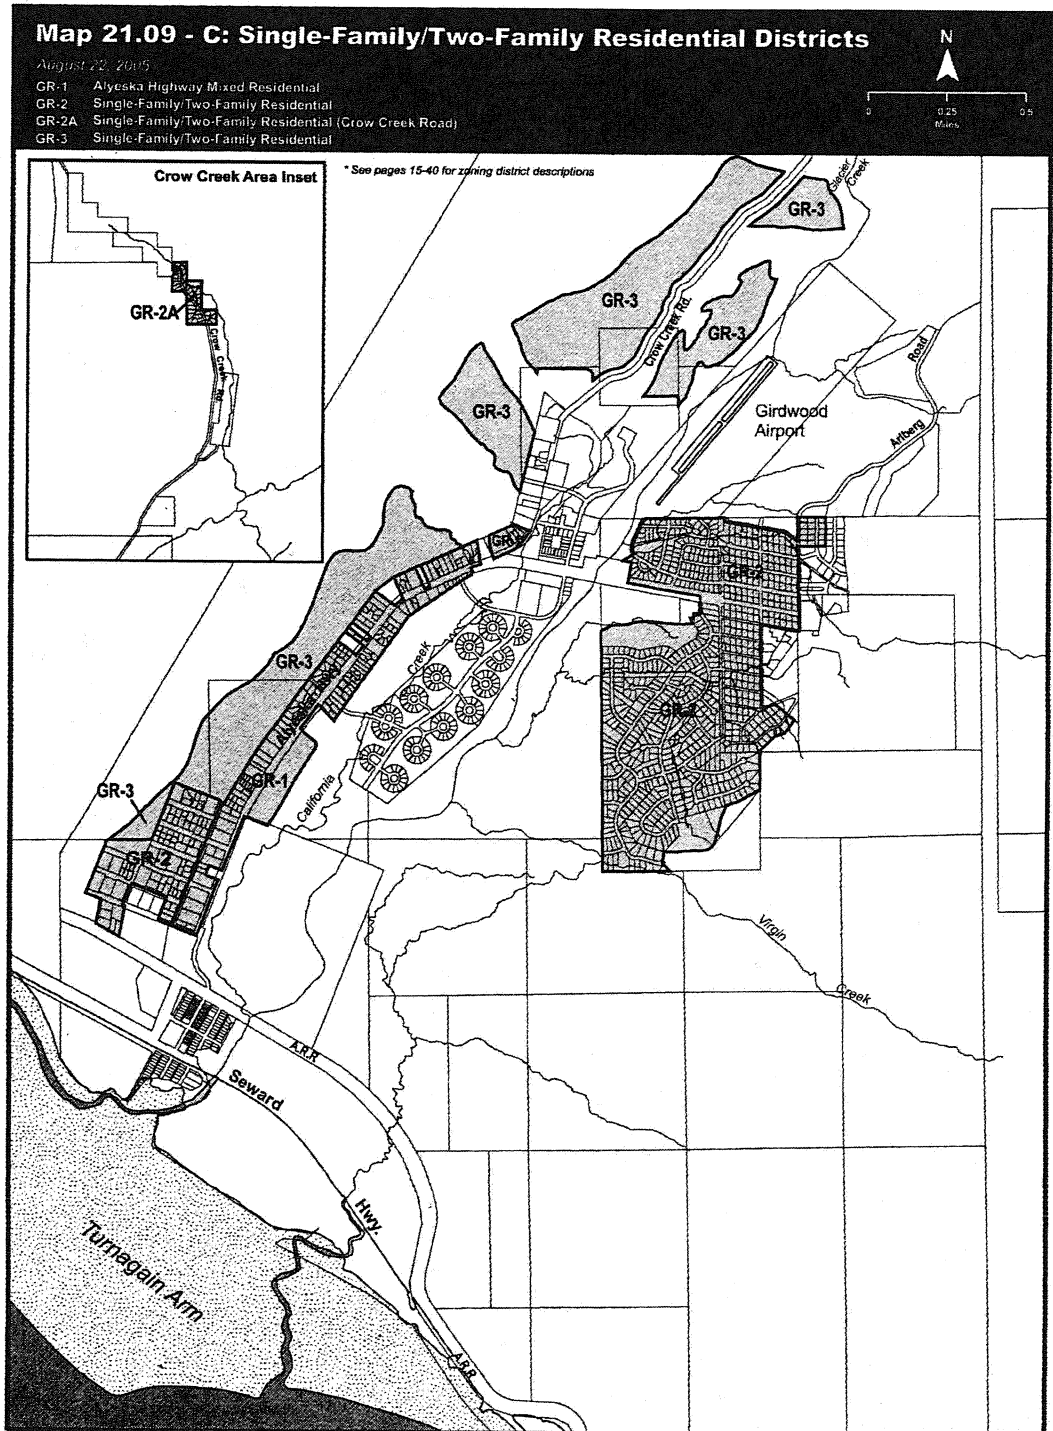 Map 21.09 - C: Single-Family/Two-Family Residential Districts
August 22, 2005
GR-1 Alyeska Highway Mixed Residential
GR-2 Single-Family/Two-Family Residential
GR-2A Single-Family/Two-Family Residential (Crow Creek Road)
GR-3 Single-Family/Two-Family Residential
N
0 0.25 0.5
Miles
Crow Creek Area Inset
* See pages 15-40 for zoning district descriptions
Glacier Creek
GR-3
GR-3
GR-2A
Crow Creek Rd.
Crow Creek Rd.
GR-3
GR-3
Girdwood
Airport
Road
Arlberg
GR-2
Creek
GR-3
GR-2
GR-1
GR-3
California
GR-2
Virgin
Creek
A.R.R
Seward
Hwy.
Turnagain Arm
A.R.R